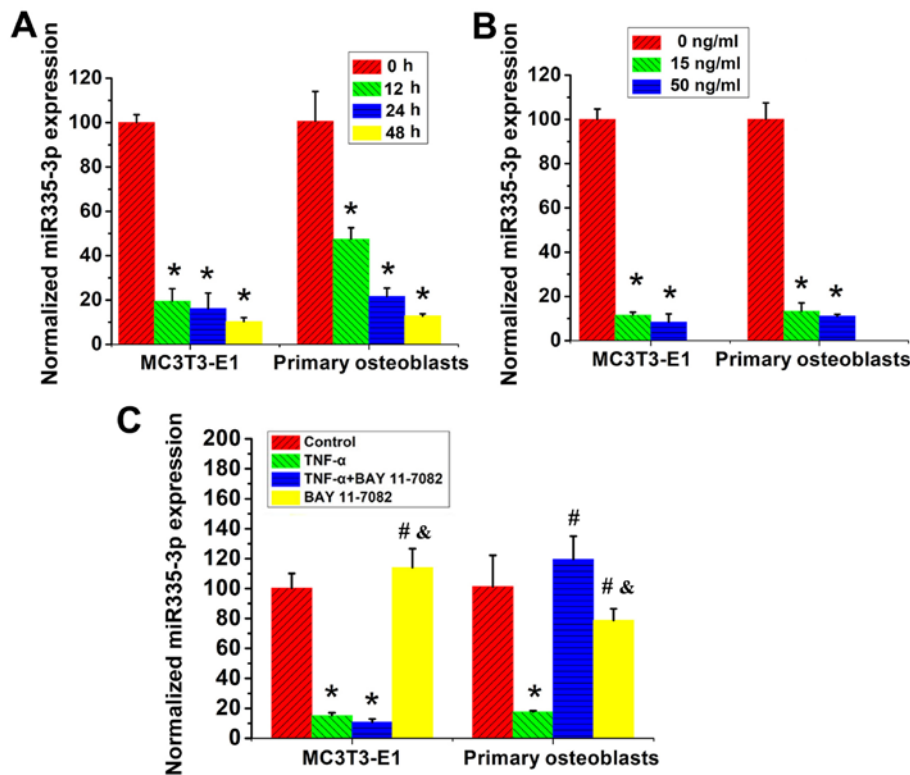 A
Normalized miR335-3p expression
120
100
80
60
40
20
0
0 h
12 h
24 h
48 h
*
*
*
*
*
*
MC3T3-E1
Primary osteoblasts
B
Normalized miR335-3p expression
120
100
80
60
40
20
0
0 ng/ml
15 ng/ml
50 ng/ml
*
*
*
*
MC3T3-E1
Primary osteoblasts
C
Normalized miR335-3p expression
200
180
160
140
120
100
80
60
40
20
0
Control
TNF-α
TNF-α+BAY 11-7082
BAY 11-7082
*
*
# &
*
#
# &
MC3T3-E1
Primary osteoblasts